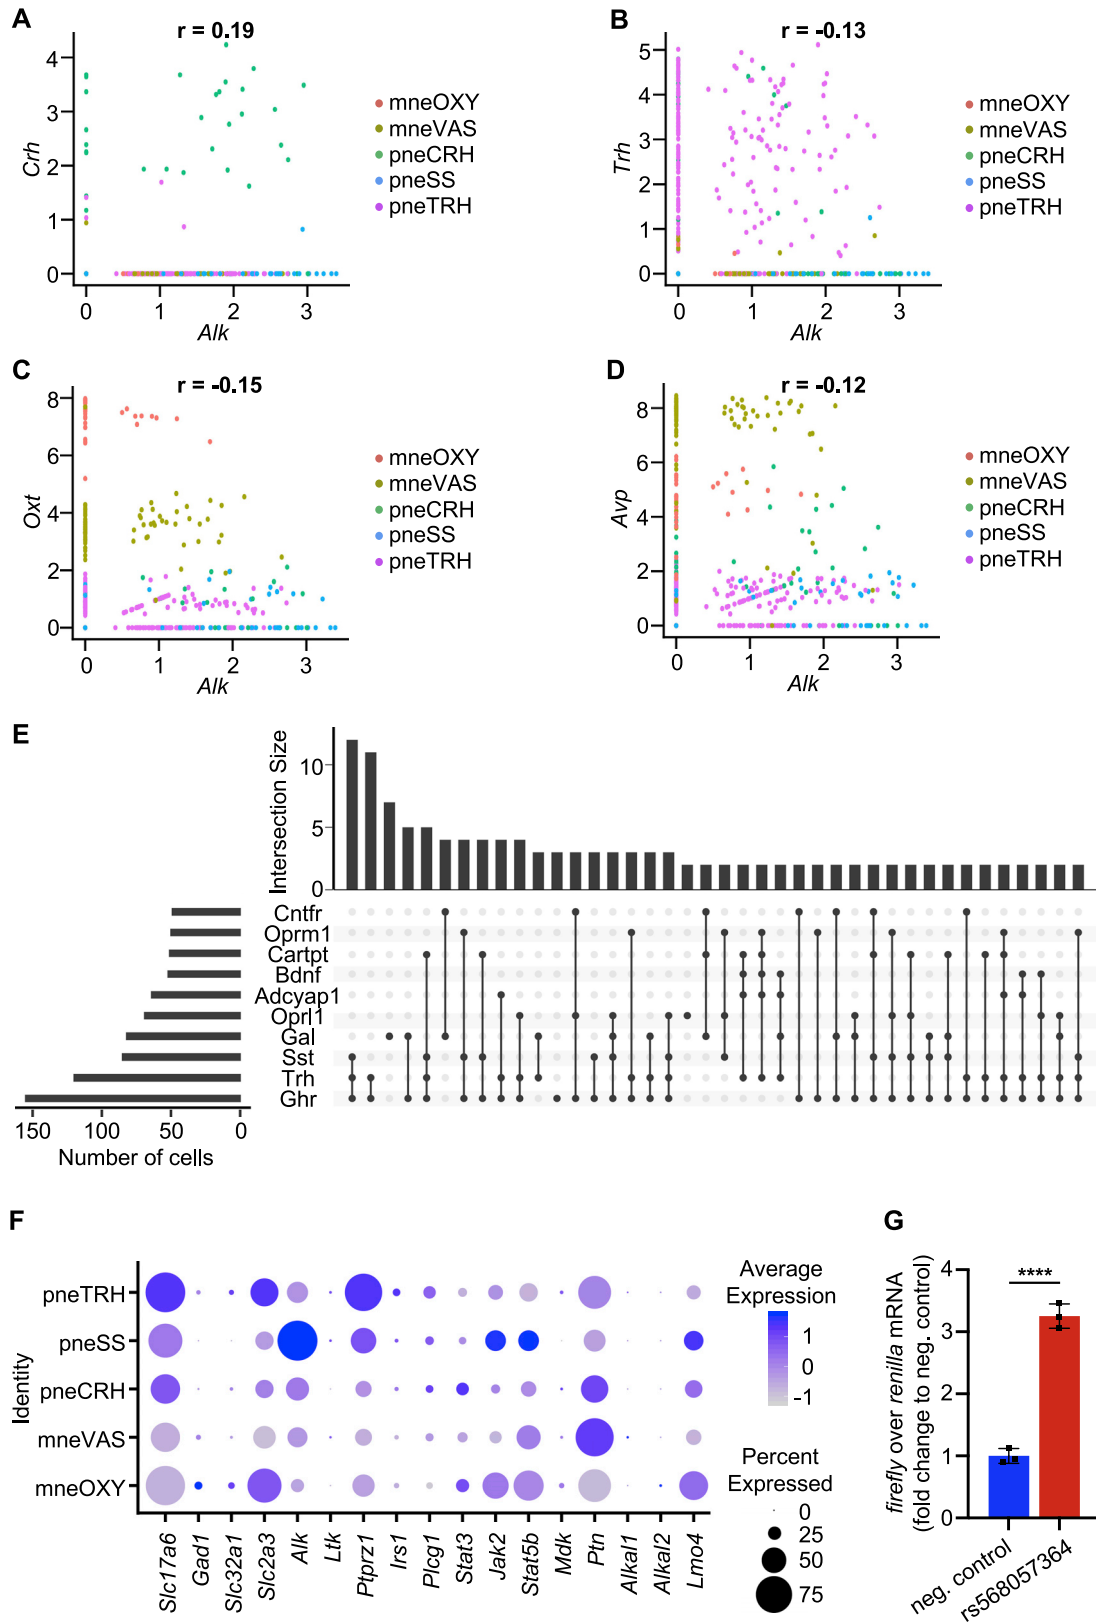 A
r = 0.19
Crh
4
3
2
1
0
0 1 2 3
Alk
mneOXY
mneVAS
pneCRH
pneSS
pneTRH
B
r = -0.13
Trh
5
4
3
2
1
0
0 1 2 3
Alk
mneOXY
mneVAS
pneCRH
pneSS
pneTRH
C
r = -0.15
Oxt
8
6
4
2
0
0 1 2 3
Alk
mneOXY
mneVAS
pneCRH
pneSS
pneTRH
D
r = -0.12
Avp
8
6
4
2
0
0 1 2 3
Alk
mneOXY
mneVAS
pneCRH
pneSS
pneTRH
E
Intersection Size
10
5
0
Cntfr
Oprm1
Cartpt
Bdnf
Adcyap1
Oprl1
Gal
Sst
Trh
Ghr
150 100 50 0
Number of cells
F
Identity
pneTRH
pneSS
pneCRH
mneVAS
mneOXY
Slc17a6
Gad1
Slc32a1
Slc2a3
Alk
Ltk
Ptprz1
Irs1
Plcg1
Stat3
Jak2
Stat5b
Mdk
Ptn
Alkal1
Alkal2
Lmo4
Average
Expression
1
0
-1
Percent
Expressed
0
25
50
75
G
firefly over renilla mRNA
(fold change to neg. control)
4
3
2
1
0
****
neg. control
rs568057364